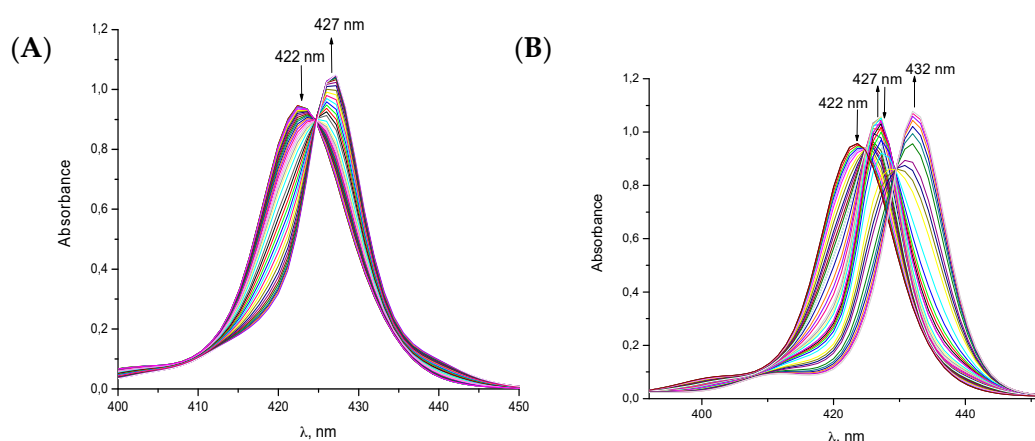 (A)
427 nm
422 nm
1,2
1,0
0,8
0,6
0,4
0,2
0,0
Absorbance
400 410 420 430 440 450
λ, nm
(B)
432 nm
427 nm
422 nm
1,2
1,0
0,8
0,6
0,4
0,2
0,0
Absorbance
400 420 440
λ, nm